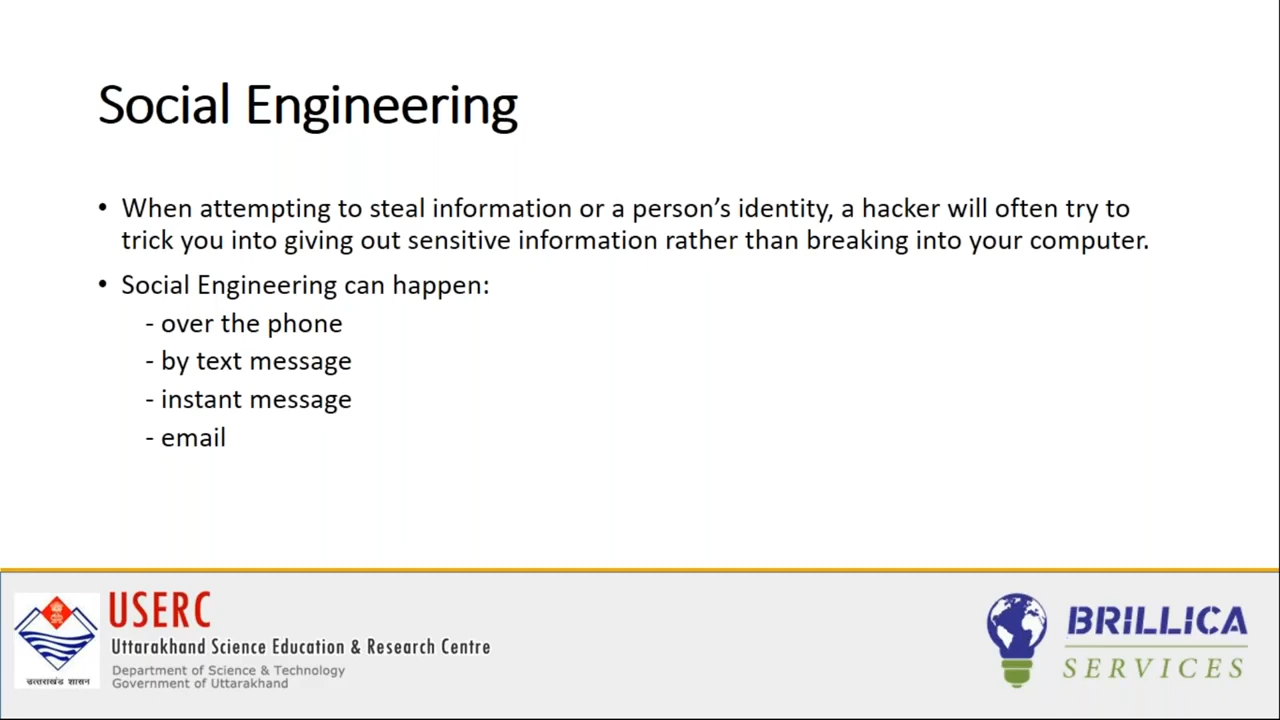 Social Engineering
• When attempting to steal information or a person’s identity, a hacker will often try to
trick you into giving out sensitive information rather than breaking into your computer.
• Social Engineering can happen:
- over the phone
- by text message
- instant message
- email
USERC
Uttarakhand Science Education & Research Centre
Department of Science & Technology
Government of Uttarakhand
उत्तराखंड शासन
BRILLICA
SERVICES